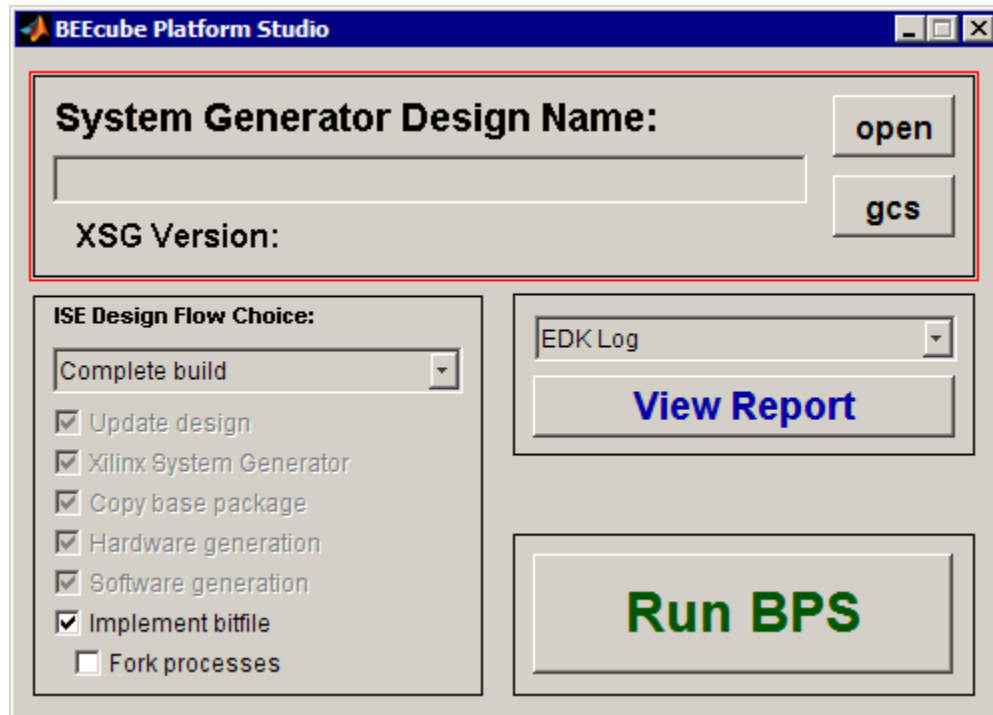 BEEcube Platform Studio
System Generator Design Name:
open
gcs
XSG Version:
ISE Design Flow Choice:
Complete build
Update design
Xilinx System Generator
Copy base package
Hardware generation
Software generation
Implement bitfile
Fork processes
EDK Log
View Report
Run BPS